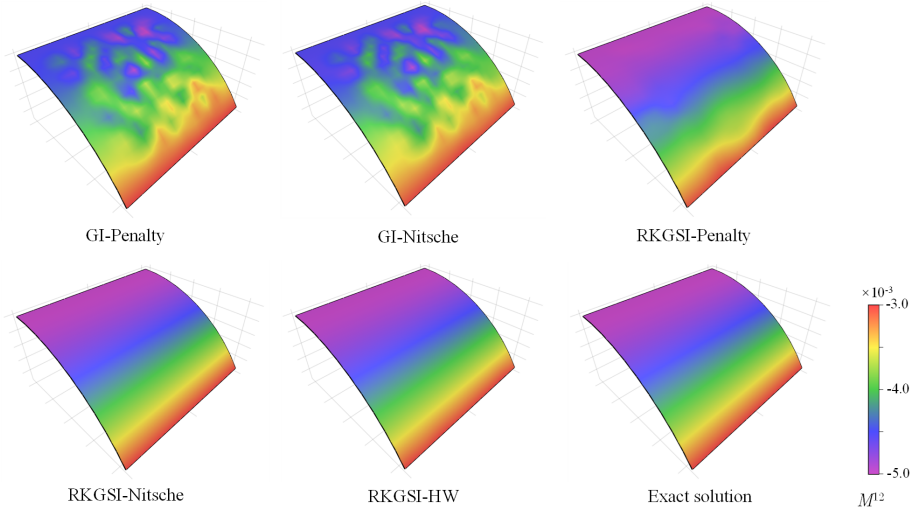 GI-Penalty
GI-Nitsche
RKGSI-Penalty
×10⁻³
-3.0
-4.0
-5.0
M¹²
RKGSI-Nitsche
RKGSI-HW
Exact solution